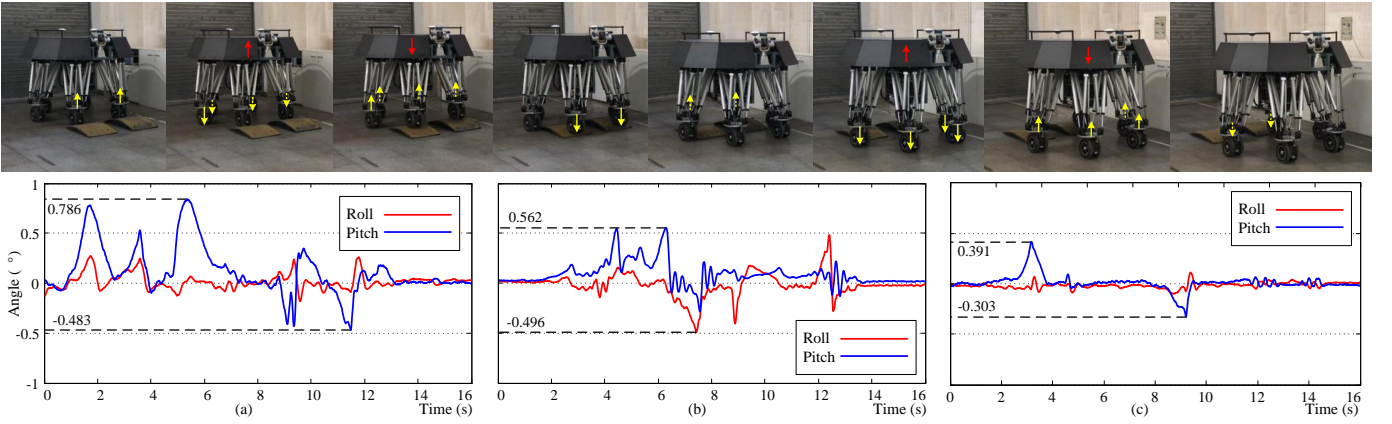 1
0.5
0
-0.5
-1
Angle ( °)
0.786
-0.483
Roll
Pitch
0 2 4 6 8 10 12 14 16
(a) Time (s)
0.562
-0.496
Roll
Pitch
0 2 4 6 8 10 12 14 16
(b) Time (s)
0.391
-0.303
Roll
Pitch
0 2 4 6 8 10 12 14 16
(c) Time (s)